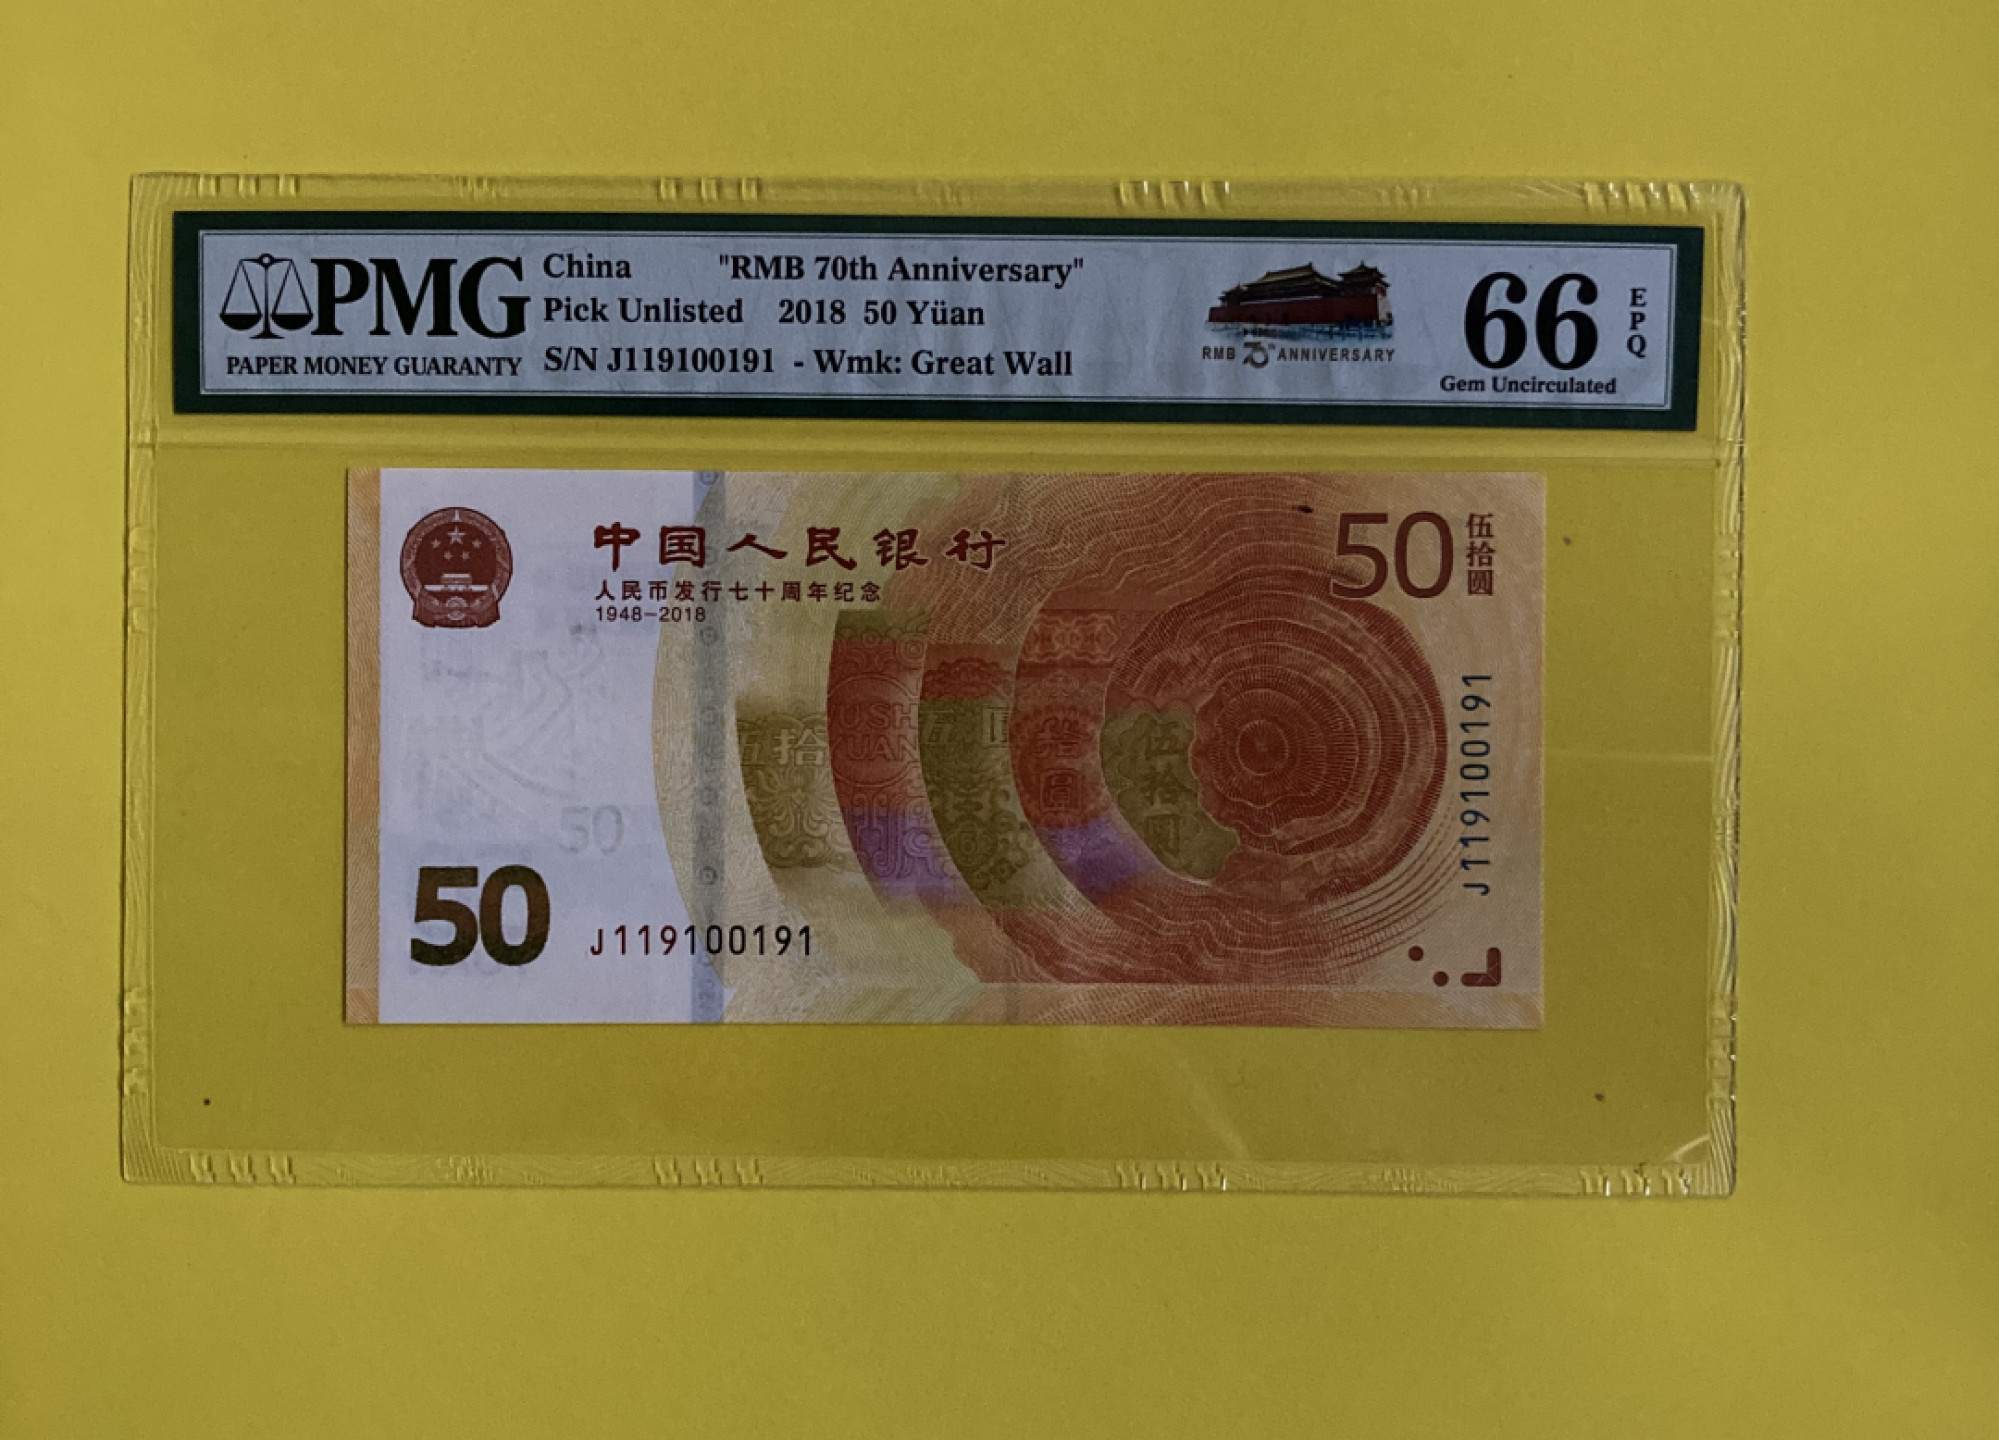 PMG
PAPER MONEY GUARANTY
China "RMB 70th Anniversary"
Pick Unlisted 2018 50 Yüan
S/N J119100191 - Wmk: Great Wall
RMB 70th ANNIVERSARY
66
EPQ
Gem Uncirculated
中国人民银行
人民币发行七十周年纪念
1948-2018
50
伍拾圆
伍拾圆
50
50
J119100191
J119100191